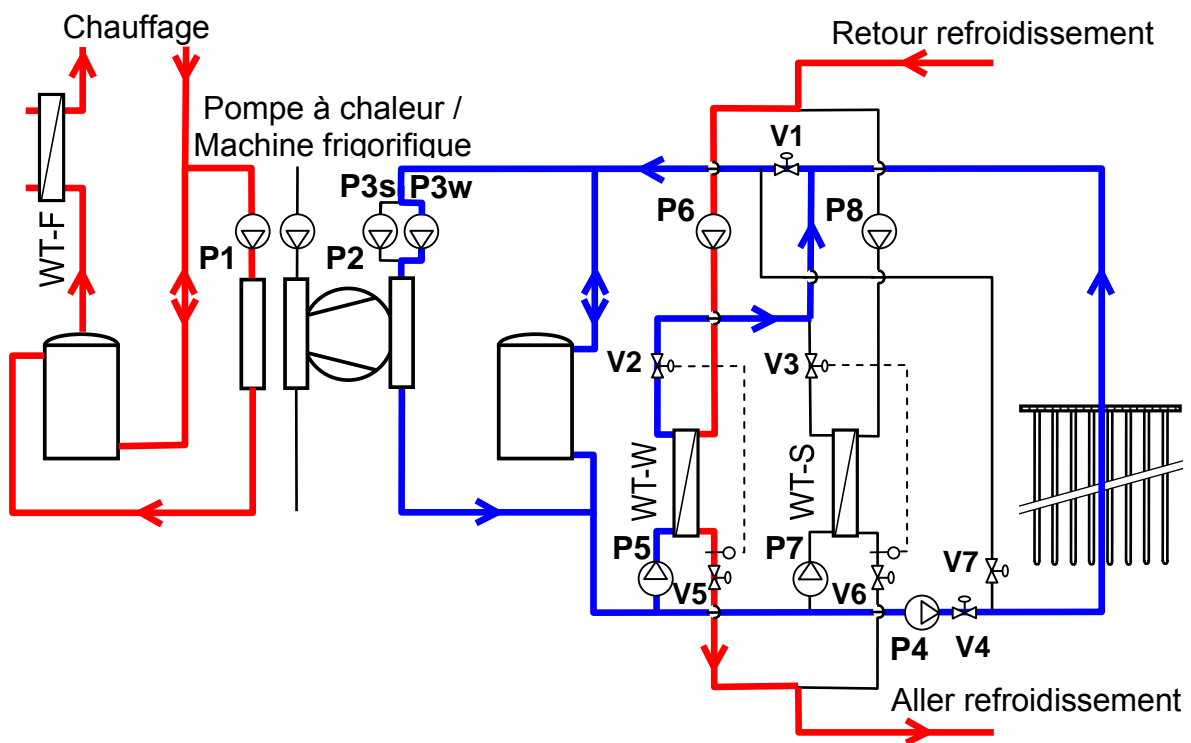 Chauffage
Retour refroidissement
Pompe à chaleur /
Machine frigorifique
V1
P3s
P3w
WT-F
P1
P2
P6
P8
V2
V3
WT-W
WT-S
P5
P7
V5
V6
V7
P4
V4
Aller refroidissement